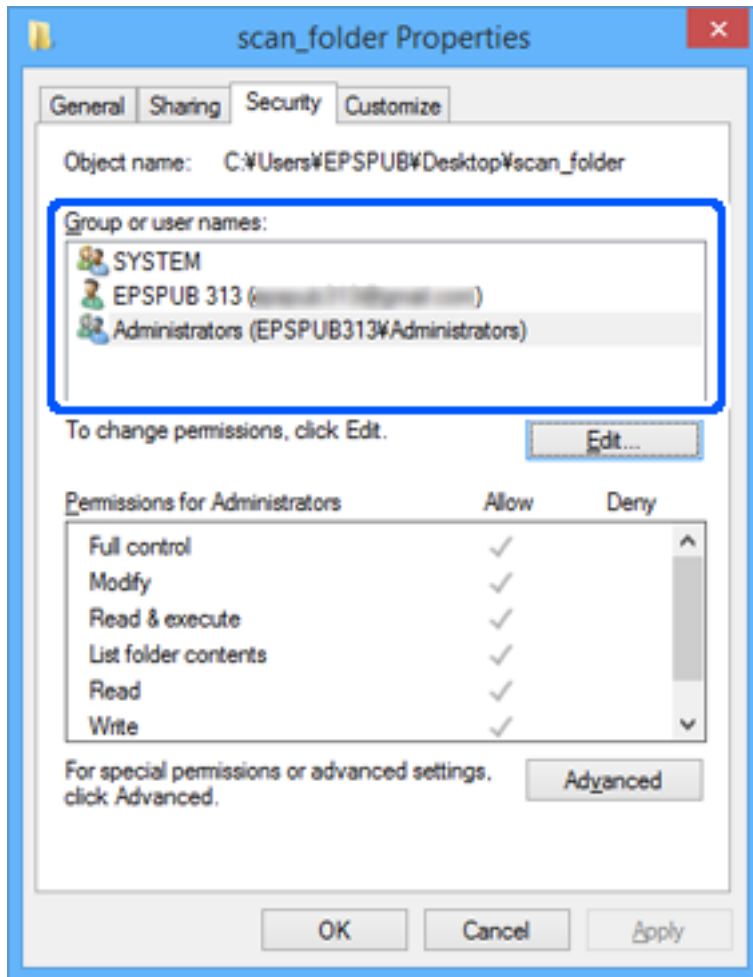 scan_folder Properties
General Sharing Security Customize
Object name: C:¥Users¥EPSPUB¥Desktop¥scan_folder
Group or user names:
SYSTEM
EPSPUB 313 ( )
Administrators (EPSPUB313¥Administrators)
To change permissions, click Edit.
Edit...
Permissions for Administrators Allow Deny
Full control
Modify
Read & execute
List folder contents
Read
Write
For special permissions or advanced settings,
click Advanced.
Advanced
OK Cancel Apply